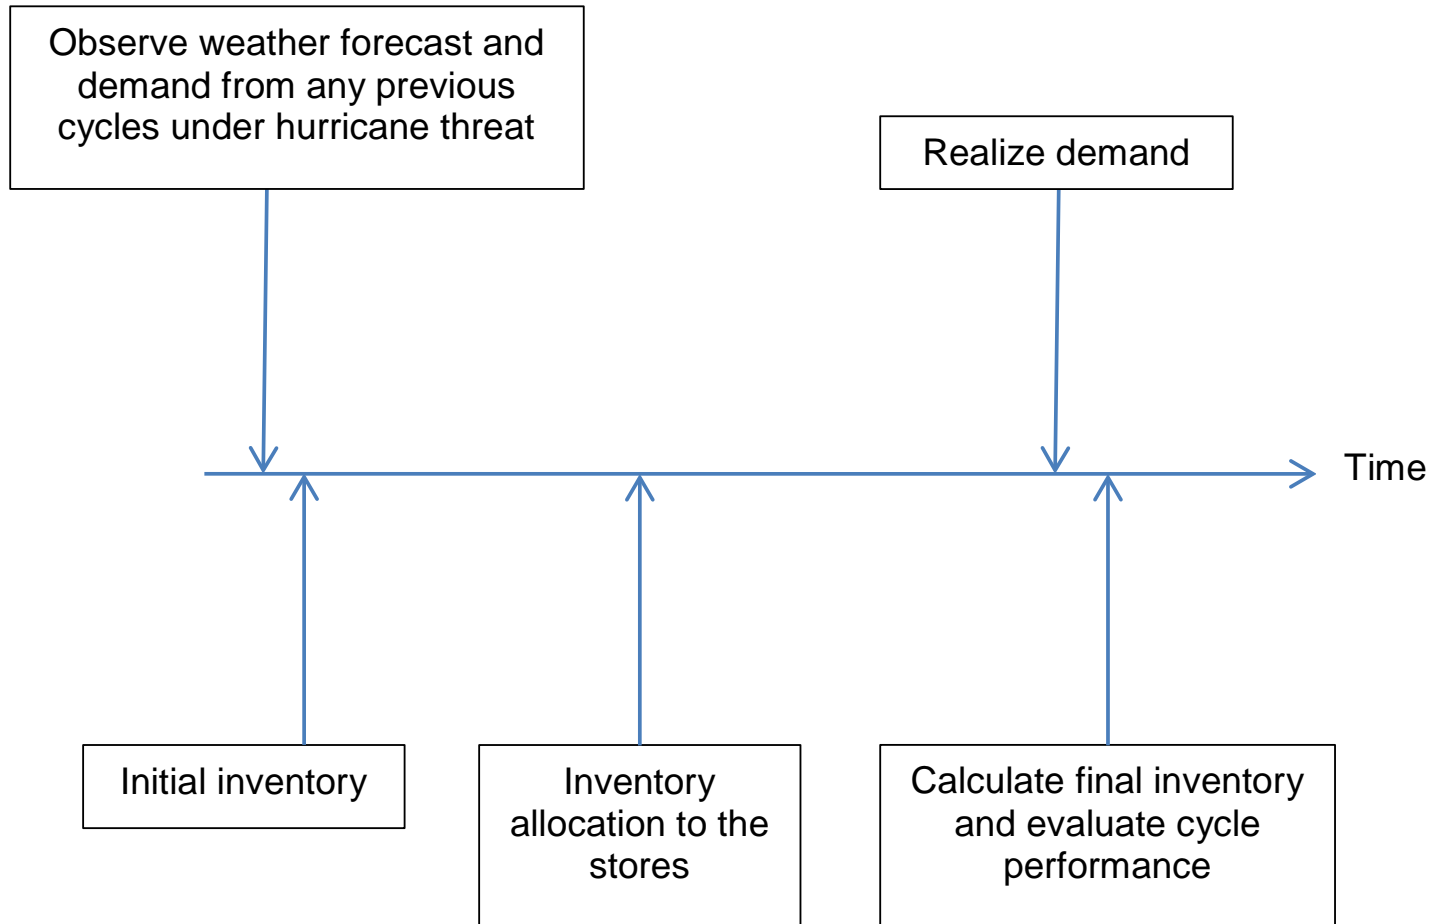 Observe weather forecast and
demand from any previous
cycles under hurricane threat
Realize demand
Time
Initial inventory
Inventory
allocation to the
stores
Calculate final inventory
and evaluate cycle
performance